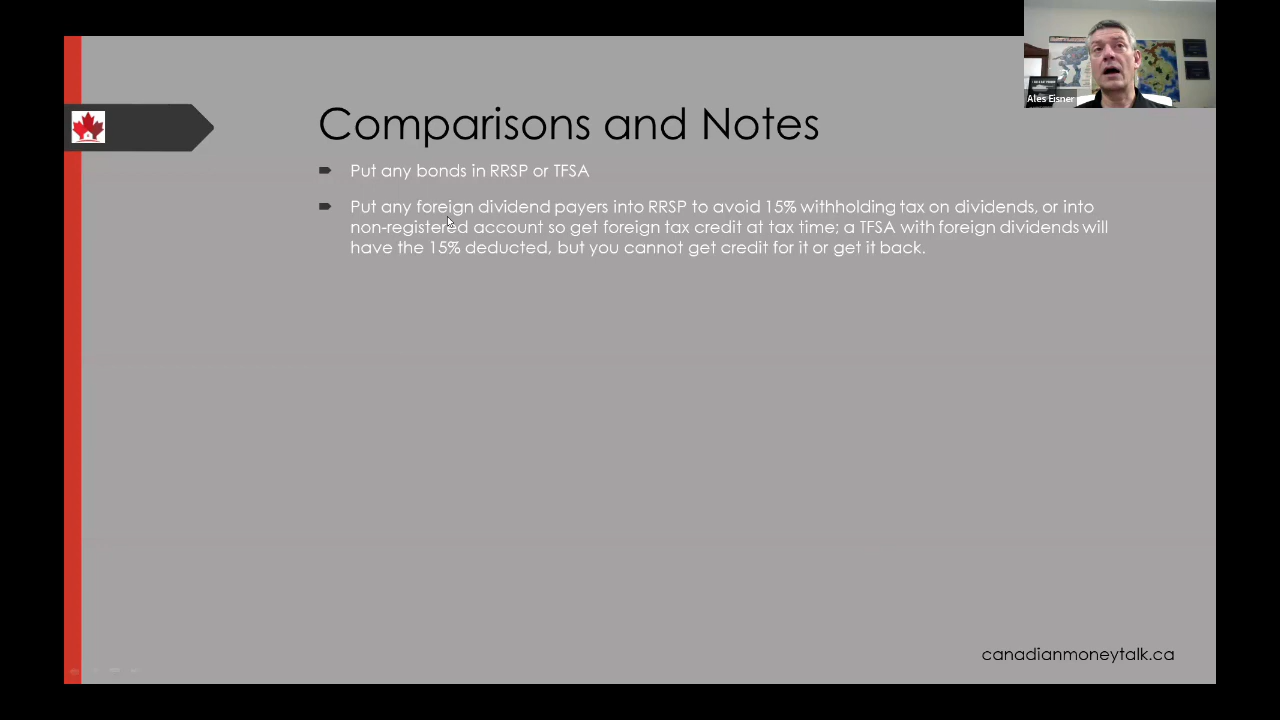 Ales Eisner
Comparisons and Notes
Put any bonds in RRSP or TFSA
Put any foreign dividend payers into RRSP to avoid 15% withholding tax on dividends, or into
non-registered account so get foreign tax credit at tax time; a TFSA with foreign dividends will
have the 15% deducted, but you cannot get credit for it or get it back.
canadianmoneytalk.ca